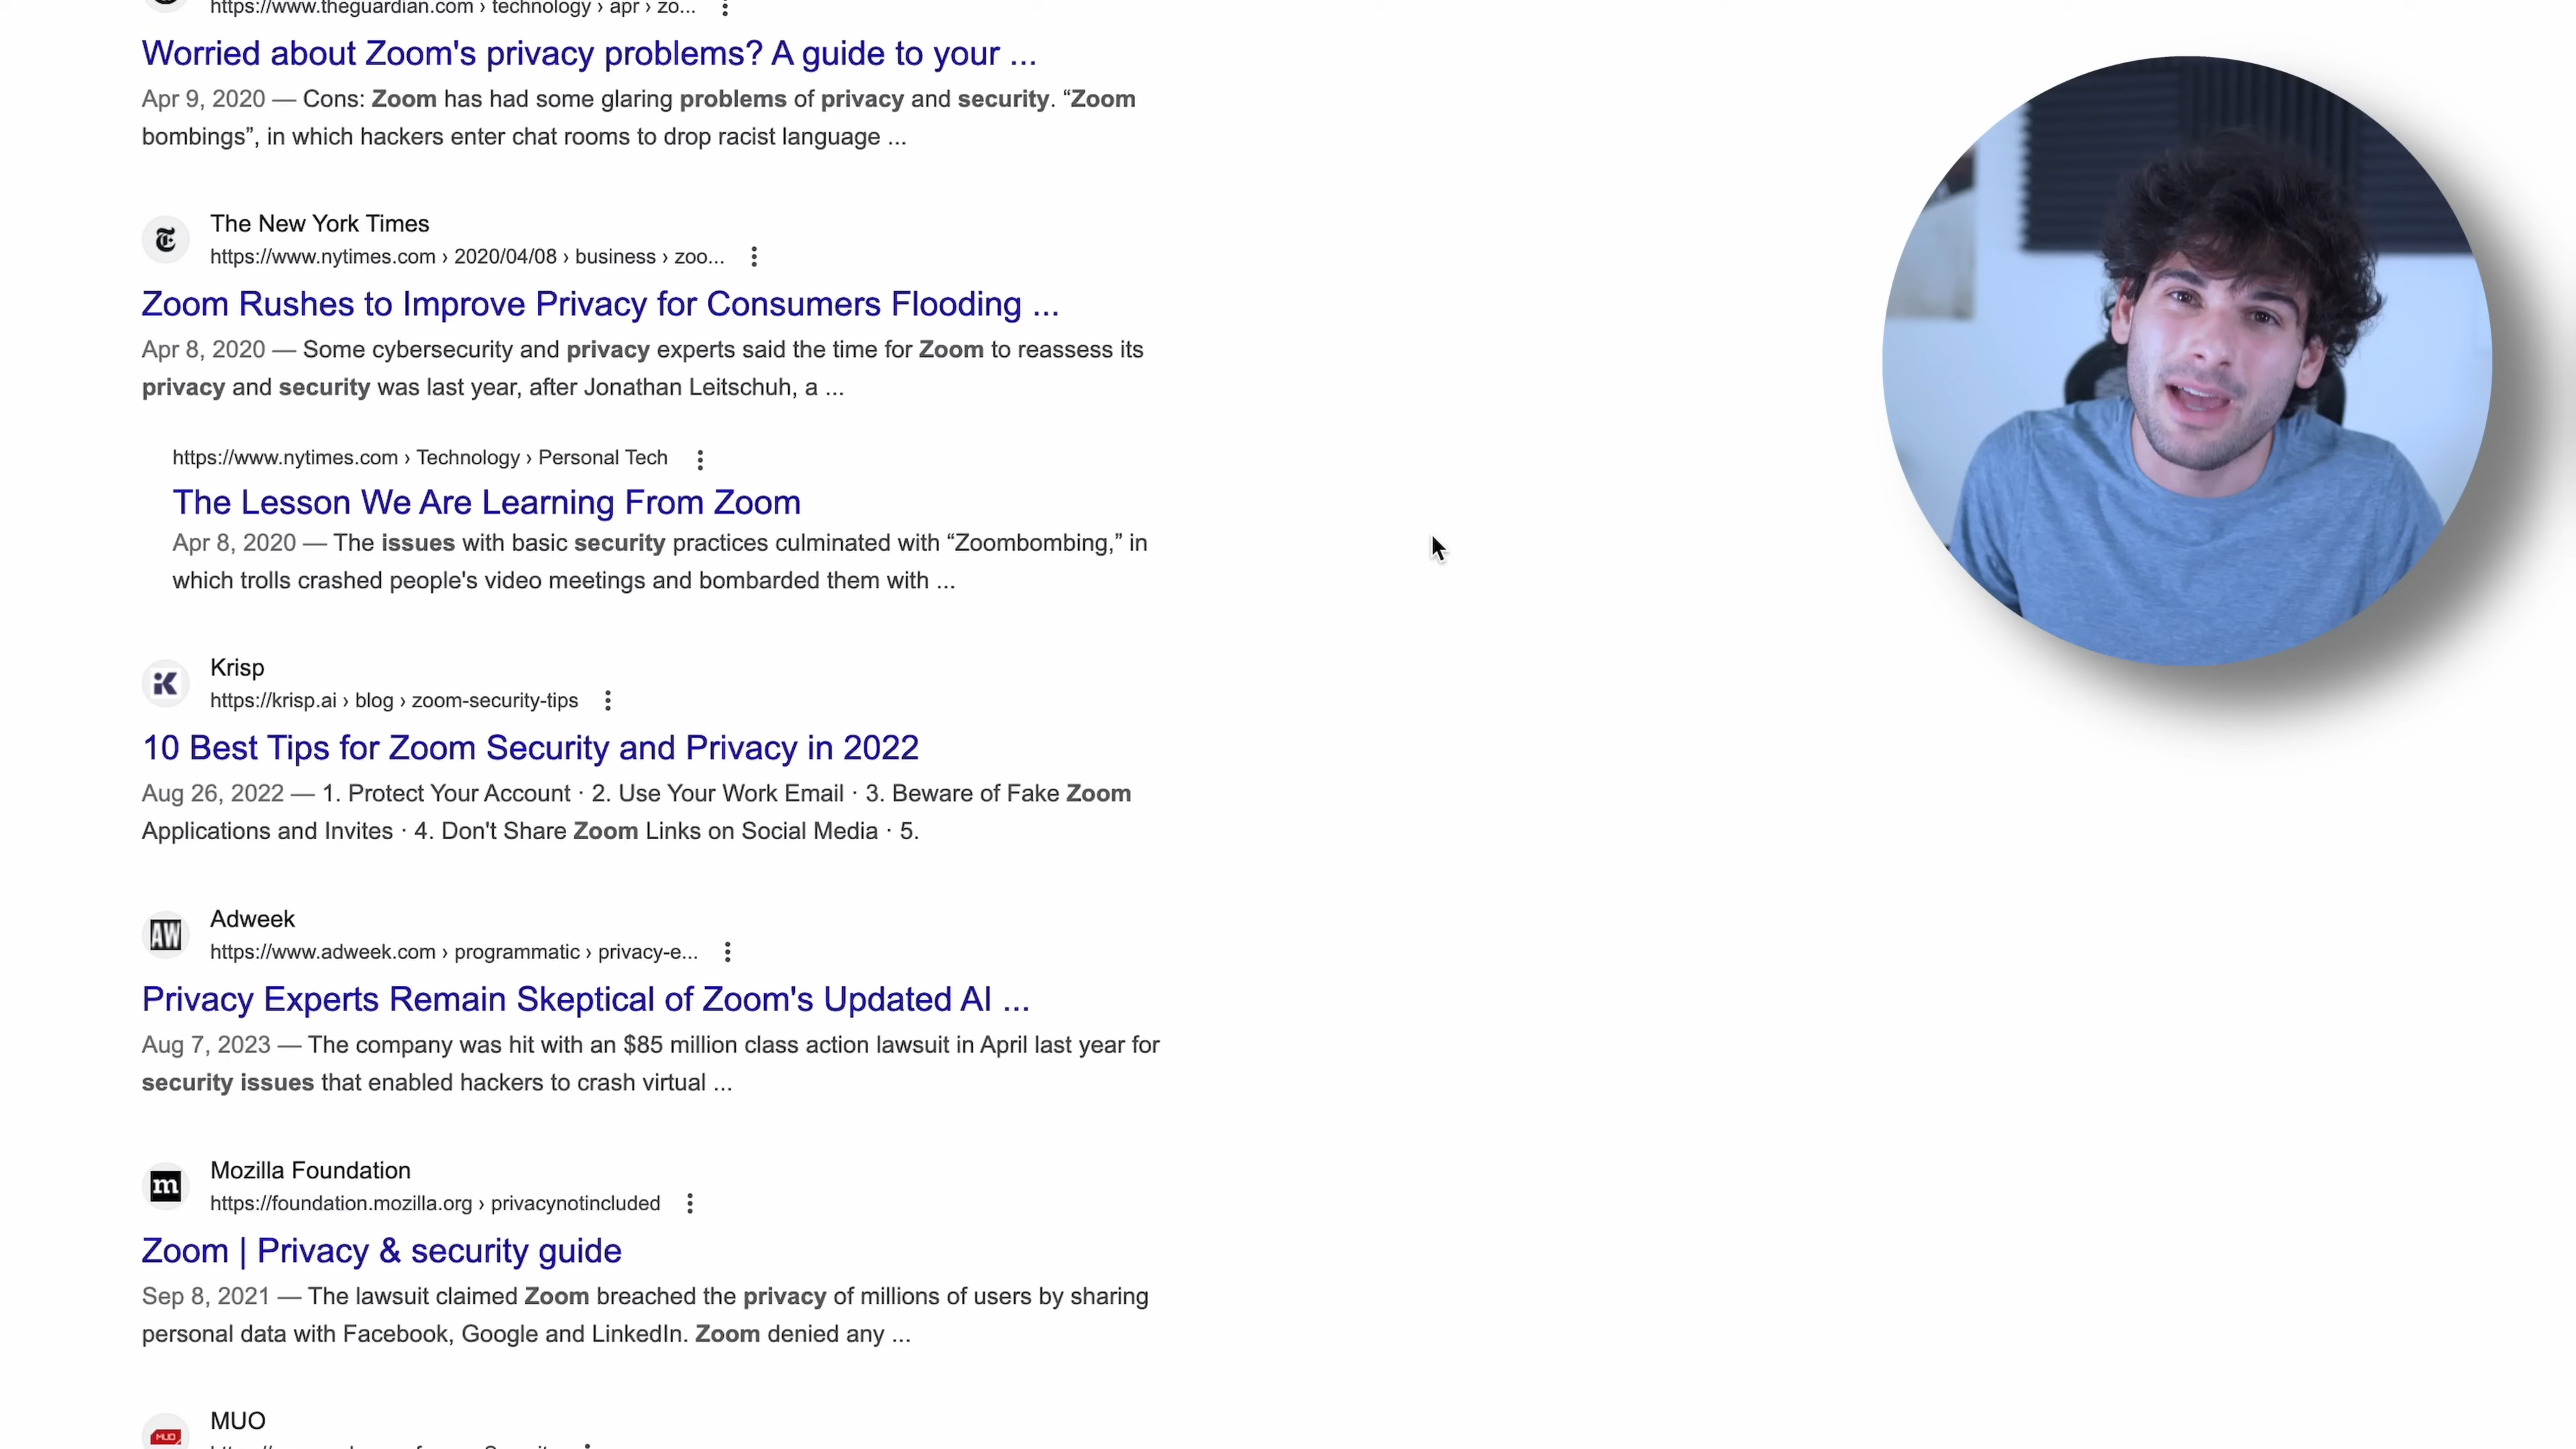 https://www.theguardian.com › technology › apr › zo...
Worried about Zoom's privacy problems? A guide to your ...
Apr 9, 2020 — Cons: Zoom has had some glaring problems of privacy and security. “Zoom
bombings”, in which hackers enter chat rooms to drop racist language ...
The New York Times
https://www.nytimes.com › 2020/04/08 › business › zoo...
Zoom Rushes to Improve Privacy for Consumers Flooding ...
Apr 8, 2020 — Some cybersecurity and privacy experts said the time for Zoom to reassess its
privacy and security was last year, after Jonathan Leitschuh, a ...
https://www.nytimes.com › Technology › Personal Tech
The Lesson We Are Learning From Zoom
Apr 8, 2020 — The issues with basic security practices culminated with “Zoombombing,” in
which trolls crashed people's video meetings and bombarded them with ...
Krisp
https://krisp.ai › blog › zoom-security-tips
10 Best Tips for Zoom Security and Privacy in 2022
Aug 26, 2022 — 1. Protect Your Account · 2. Use Your Work Email · 3. Beware of Fake Zoom
Applications and Invites · 4. Don't Share Zoom Links on Social Media · 5.
AW
Adweek
https://www.adweek.com › programmatic › privacy-e...
Privacy Experts Remain Skeptical of Zoom's Updated AI ...
Aug 7, 2023 — The company was hit with an $85 million class action lawsuit in April last year for
security issues that enabled hackers to crash virtual ...
m
Mozilla Foundation
https://foundation.mozilla.org › privacynotincluded
Zoom | Privacy & security guide
Sep 8, 2021 — The lawsuit claimed Zoom breached the privacy of millions of users by sharing
personal data with Facebook, Google and LinkedIn. Zoom denied any ...
MUO
MUO